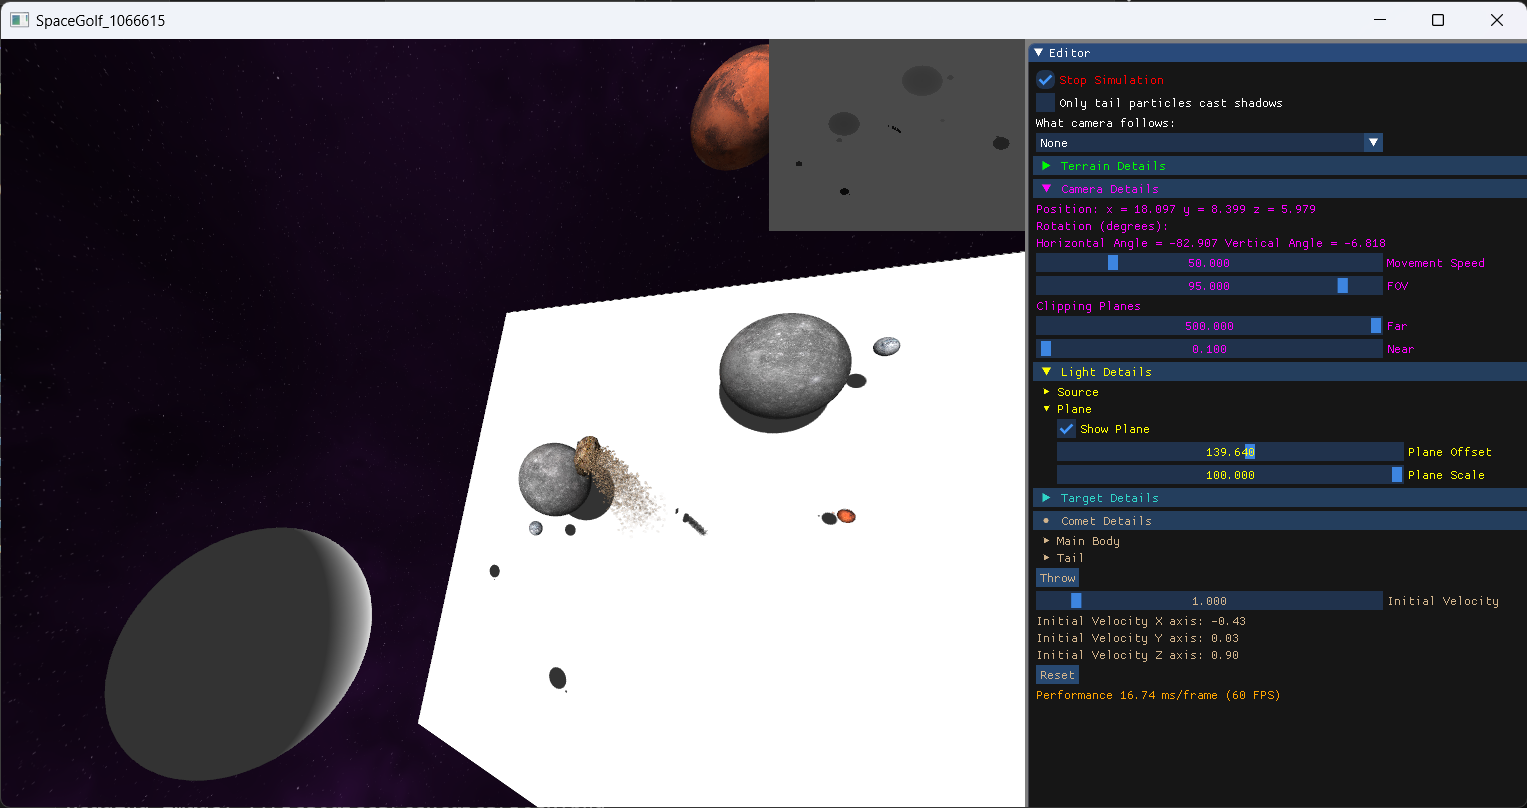 SpaceGolf_1066615
Editor
Stop Simulation
Only tail particles cast shadows
What camera follows:
None
Terrain Details
Camera Details
Position: x = 18.097 y = 8.399 z = 5.979
Rotation (degrees):
Horizontal Angle = -82.907 Vertical Angle = -6.818
50.000 Movement Speed
95.000 FOV
Clipping Planes
500.000 Far
0.100 Near
Light Details
Source
Plane
Show Plane
139.640 Plane Offset
100.000 Plane Scale
Target Details
Comet Details
Main Body
Tail
Throw
1.000 Initial Velocity
Initial Velocity X axis: -0.43
Initial Velocity Y axis: 0.03
Initial Velocity Z axis: 0.90
Reset
Performance 16.74 ms/frame (60 FPS)